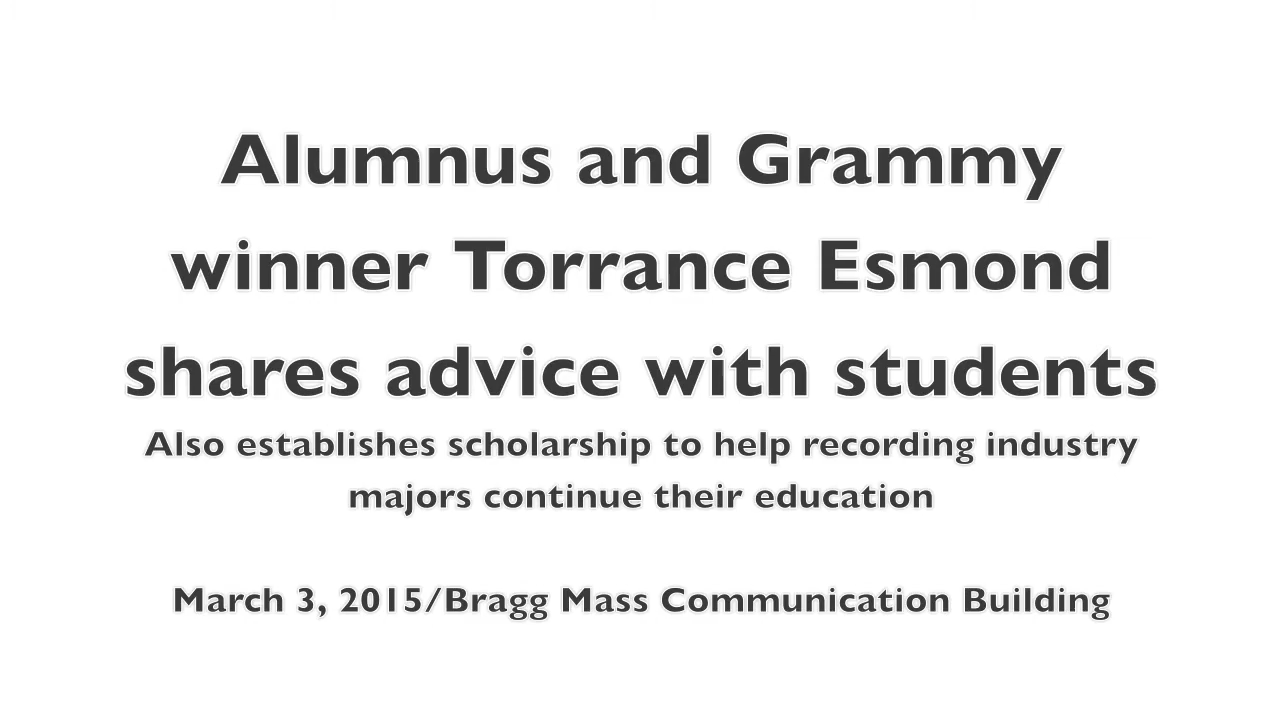 Alumnus and Grammy
winner Torrance Esmond
shares advice with students
Also establishes scholarship to help recording industry
majors continue their education
March 3, 2015/Bragg Mass Communication Building